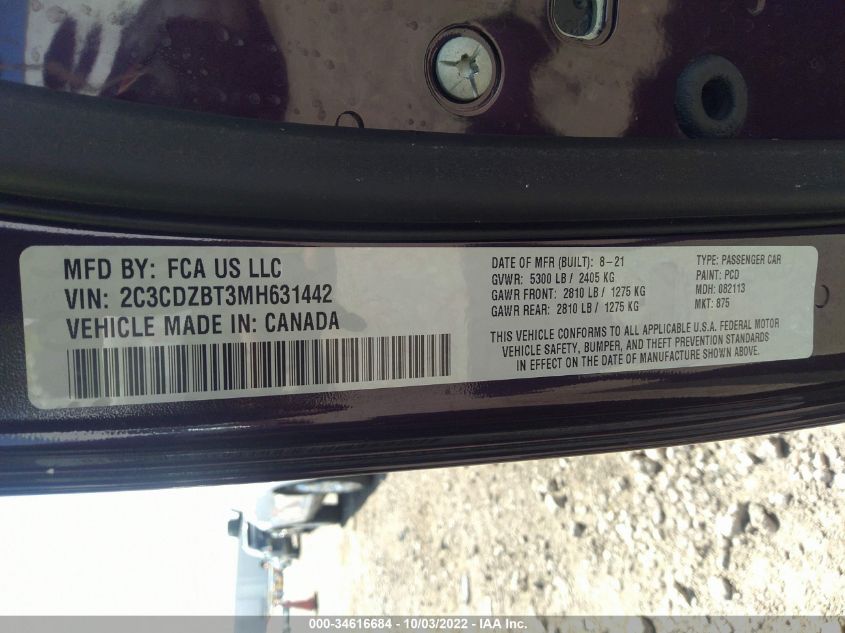 MFD BY: FCA US LLC
VIN: 2C3CDZBT3MH631442
VEHICLE MADE IN: CANADA
DATE OF MFR (BUILT): 8-21
GVWR: 5300 LB / 2405 KG
GAWR FRONT: 2810 LB / 1275 KG
GAWR REAR: 2810 LB / 1275 KG
TYPE: PASSENGER CAR
PAINT: PCD
MDH: 082113
MKT: 875
THIS VEHICLE CONFORMS TO ALL APPLICABLE U.S.A. FEDERAL MOTOR
VEHICLE SAFETY, BUMPER, AND THEFT PREVENTION STANDARDS
IN EFFECT ON THE DATE OF MANUFACTURE SHOWN ABOVE.
000-34616684 - 10/03/2022 - IAA Inc.